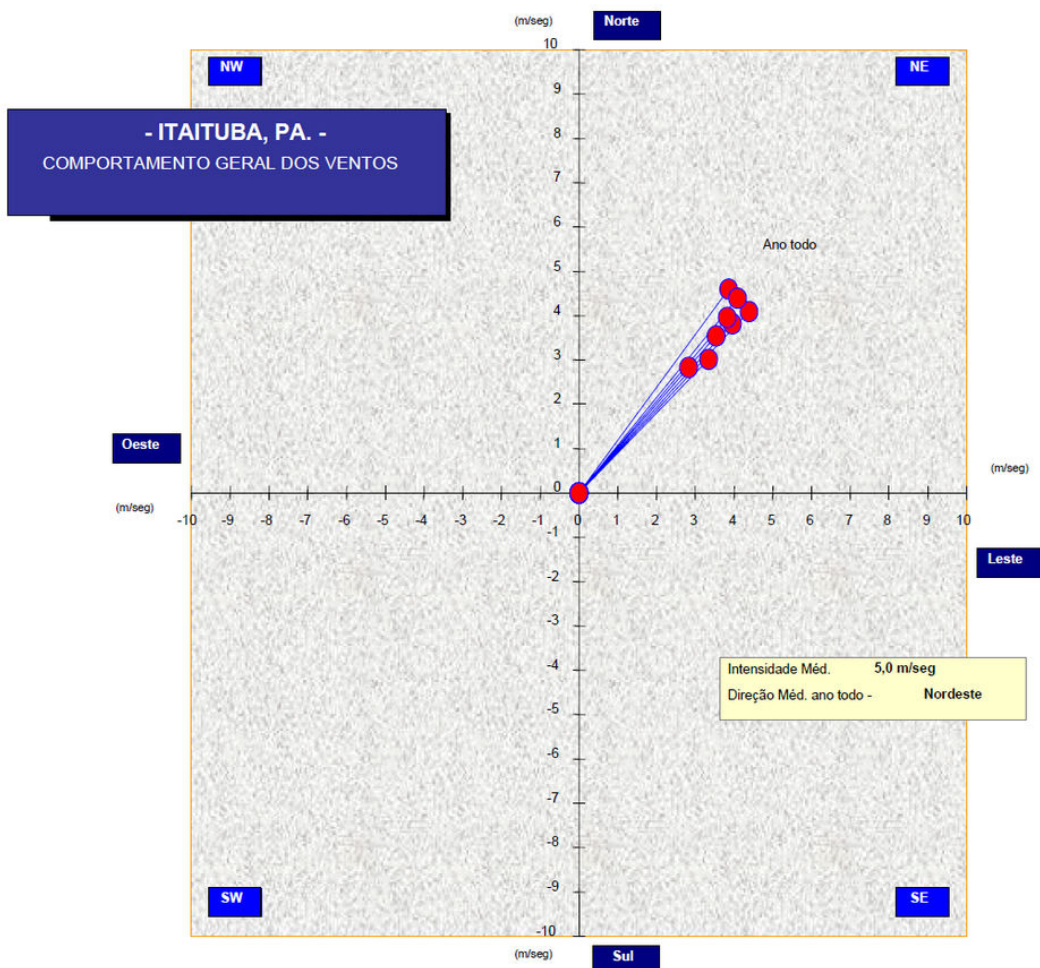 (m/seg) Norte
10
NW NE
9
- ITAITUBA, PA. -
COMPORTAMENTO GERAL DOS VENTOS
8
7
6
Ano todo
5
4
3
2
1
Oeste
(m/seg)
0
(m/seg)
-10 -9 -8 -7 -6 -5 -4 -3 -2 -1 0 1 2 3 4 5 6 7 8 9 10
-1
Leste
-2
-3
-4
Intensidade Méd. 5,0 m/seg
Direção Méd. ano todo - Nordeste
-5
-6
-7
-8
-9
SW SE
-10
(m/seg) Sul